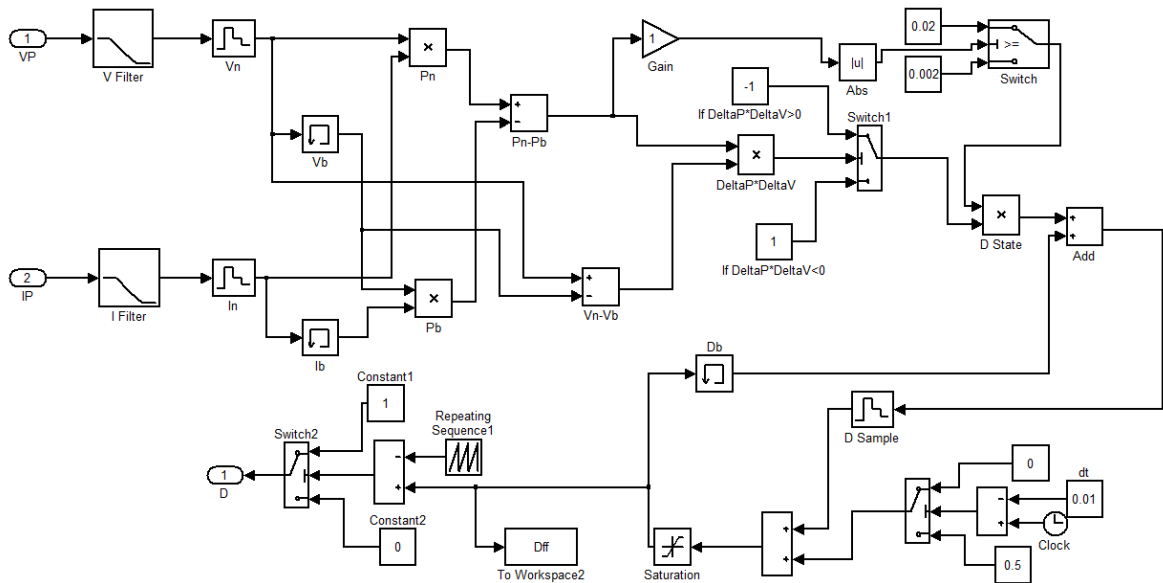 1
VP
V Filter
Vn
×
Pn
1
Gain
|u|
Abs
0.02
0.002
>=
Switch
Vb
+
−
Pn-Pb
-1
If DeltaP*DeltaV>0
Switch1
×
DeltaP*DeltaV
1
If DeltaP*DeltaV<0
×
D State
+
+
Add
2
IP
I Filter
In
Ib
×
Pb
+
−
Vn-Vb
Db
D Sample
Constant1
1
Repeating
Sequence1
Switch2
1
D
−
+
Constant2
0
Dff
To Workspace2
Saturation
+
+
0
dt
0.01
−
+
Clock
0.5